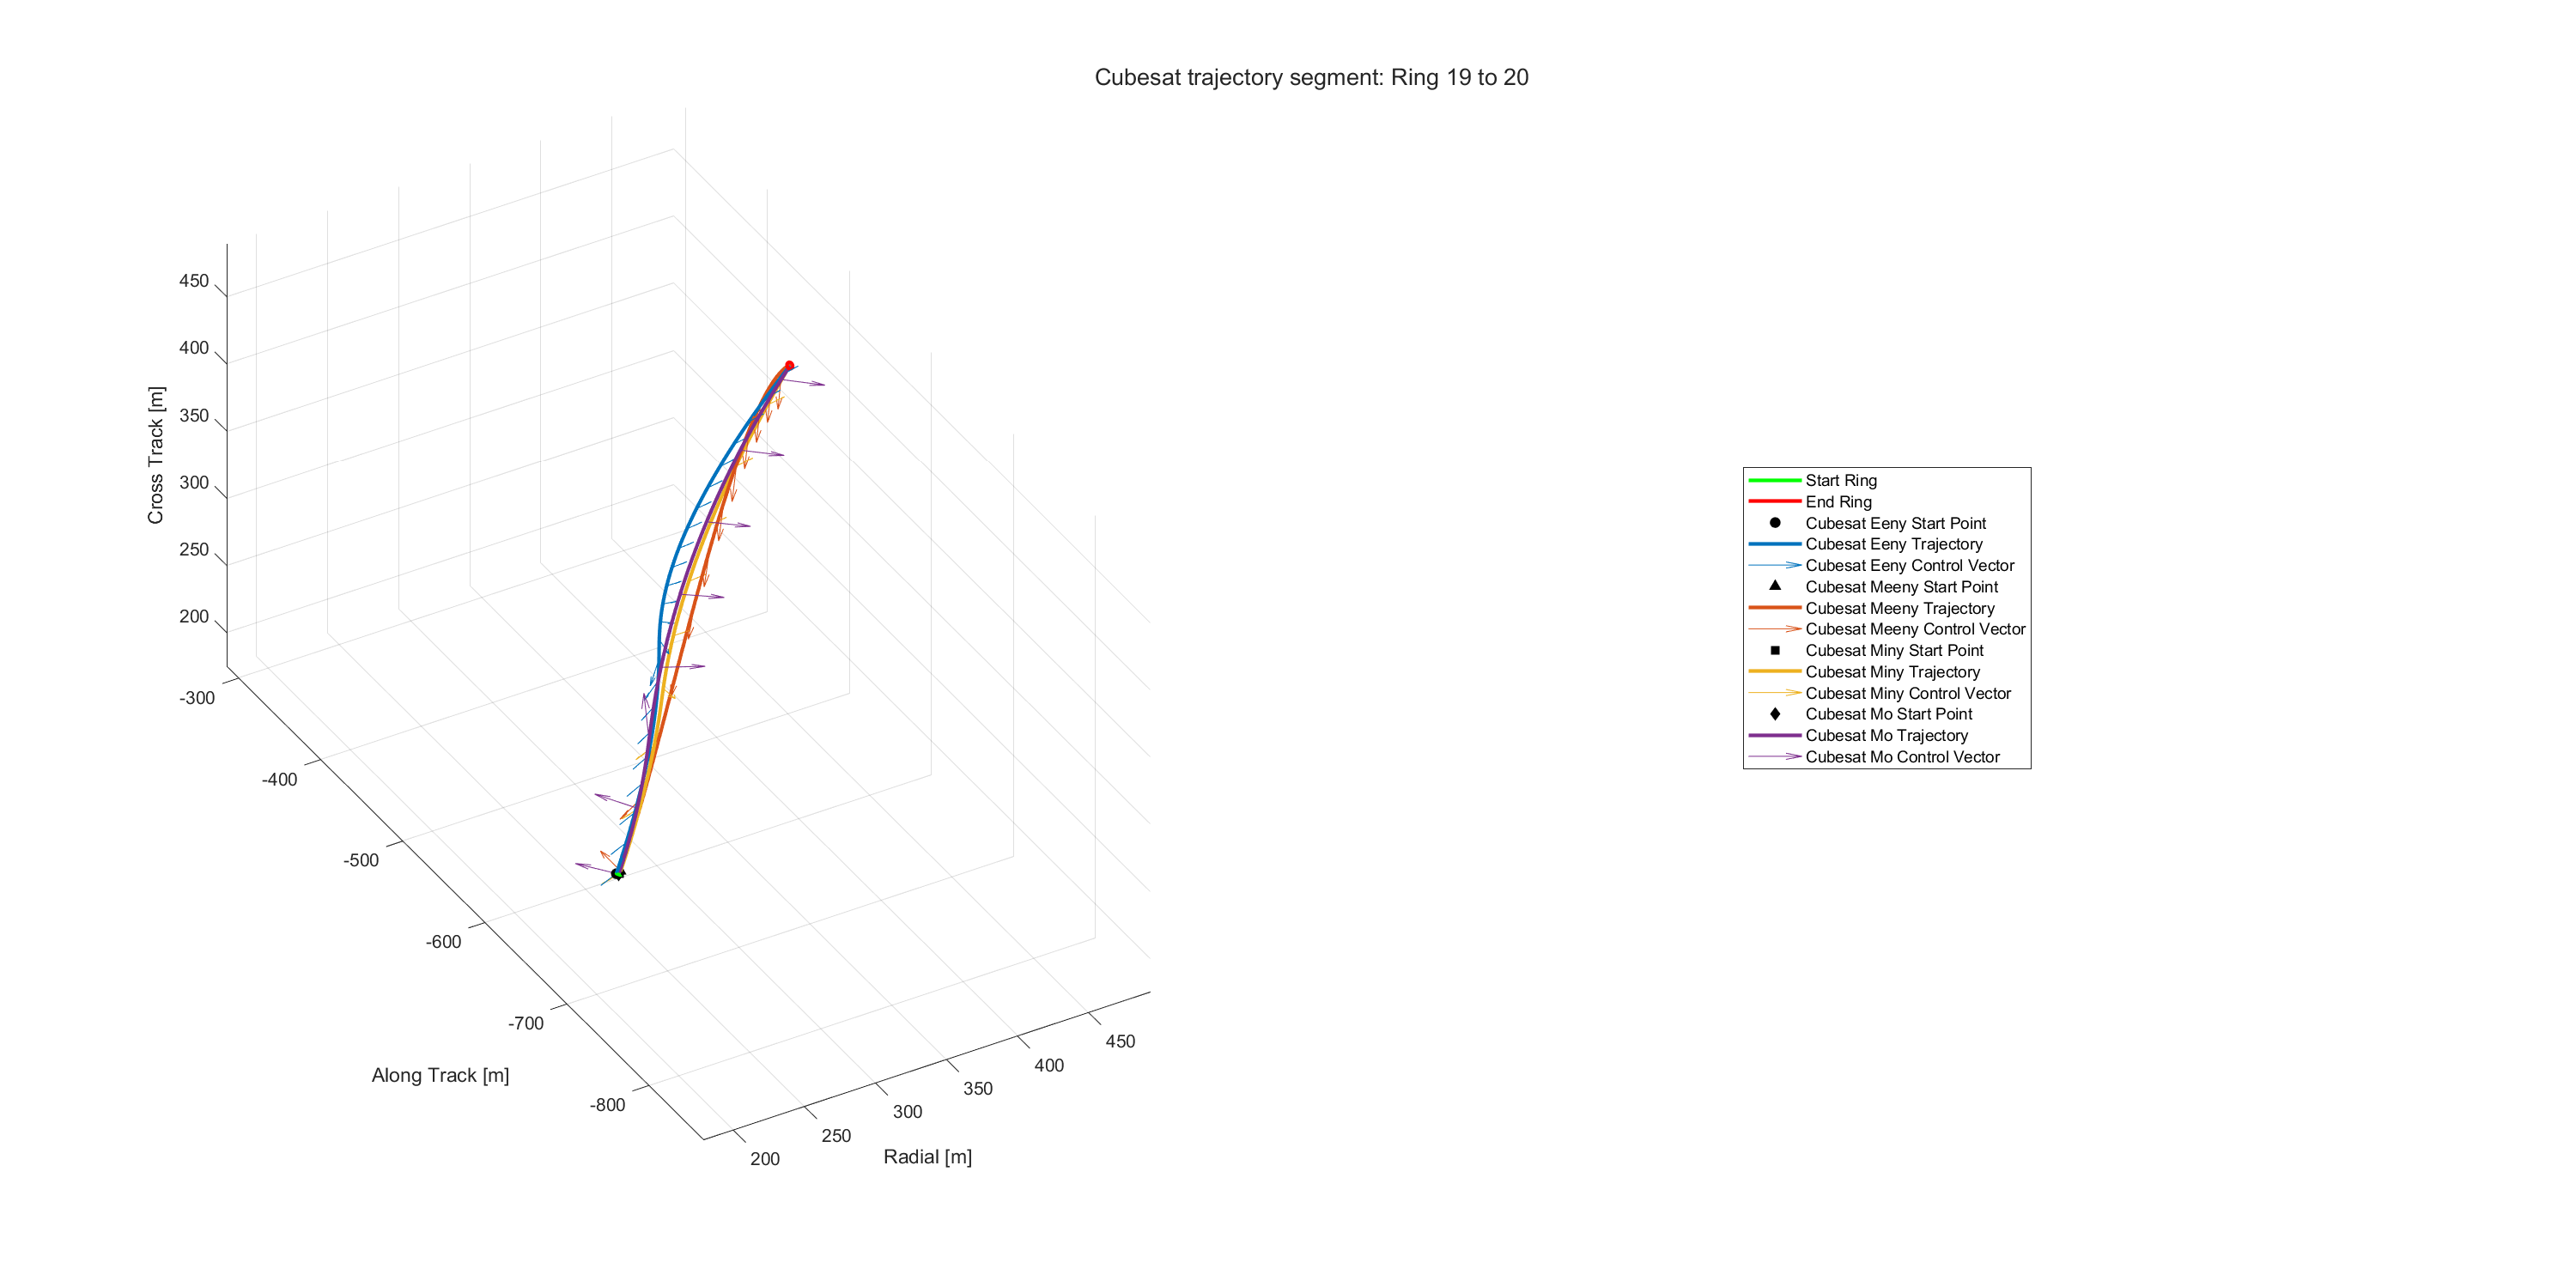 Cubesat trajectory segment: Ring 19 to 20
450
400
350
300
250
200
Cross Track [m]
-300
-400
-500
-600
-700
-800
Along Track [m]
200
250
300
350
400
450
Radial [m]
Start Ring
End Ring
Cubesat Eeny Start Point
Cubesat Eeny Trajectory
Cubesat Eeny Control Vector
Cubesat Meeny Start Point
Cubesat Meeny Trajectory
Cubesat Meeny Control Vector
Cubesat Miny Start Point
Cubesat Miny Trajectory
Cubesat Miny Control Vector
Cubesat Mo Start Point
Cubesat Mo Trajectory
Cubesat Mo Control Vector